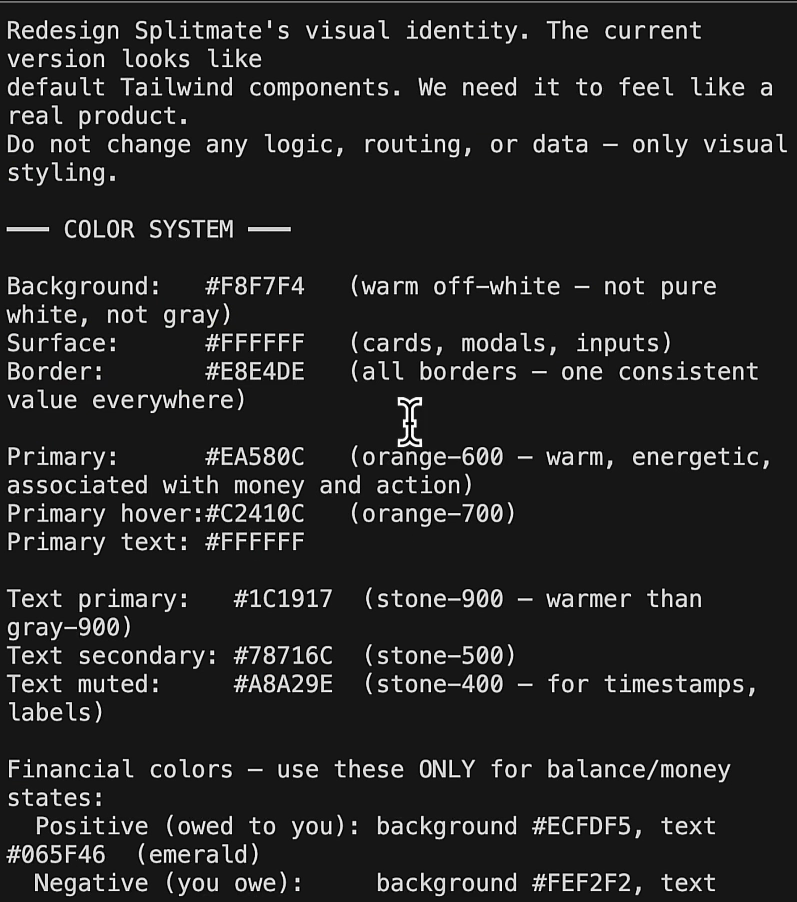 Redesign Splitmate's visual identity. The current
version looks like
default Tailwind components. We need it to feel like a
real product.
Do not change any logic, routing, or data — only visual
styling.
━━━ COLOR SYSTEM ━━━
Background:   #F8F7F4   (warm off-white — not pure
white, not gray)
Surface:      #FFFFFF   (cards, modals, inputs)
Border:       #E8E4DE   (all borders — one consistent
value everywhere)
Primary:      #EA580C   (orange-600 — warm, energetic,
associated with money and action)
Primary hover:#C2410C   (orange-700)
Primary text: #FFFFFF
Text primary:   #1C1917  (stone-900 — warmer than
gray-900)
Text secondary: #78716C  (stone-500)
Text muted:     #A8A29E  (stone-400 — for timestamps,
labels)
Financial colors — use these ONLY for balance/money
states:
  Positive (owed to you): background #ECFDF5, text
#065F46  (emerald)
  Negative (you owe):     background #FEF2F2, text